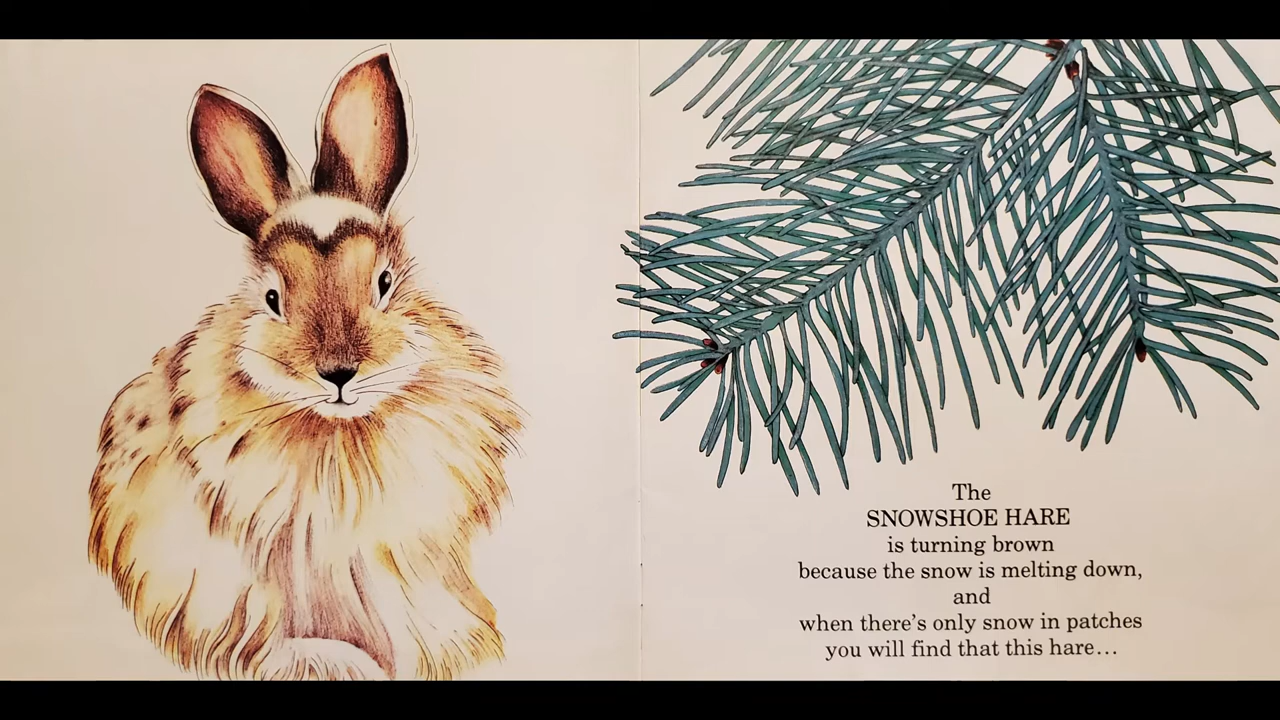 The
SNOWSHOE HARE
is turning brown
because the snow is melting down,
and
when there's only snow in patches
you will find that this hare...